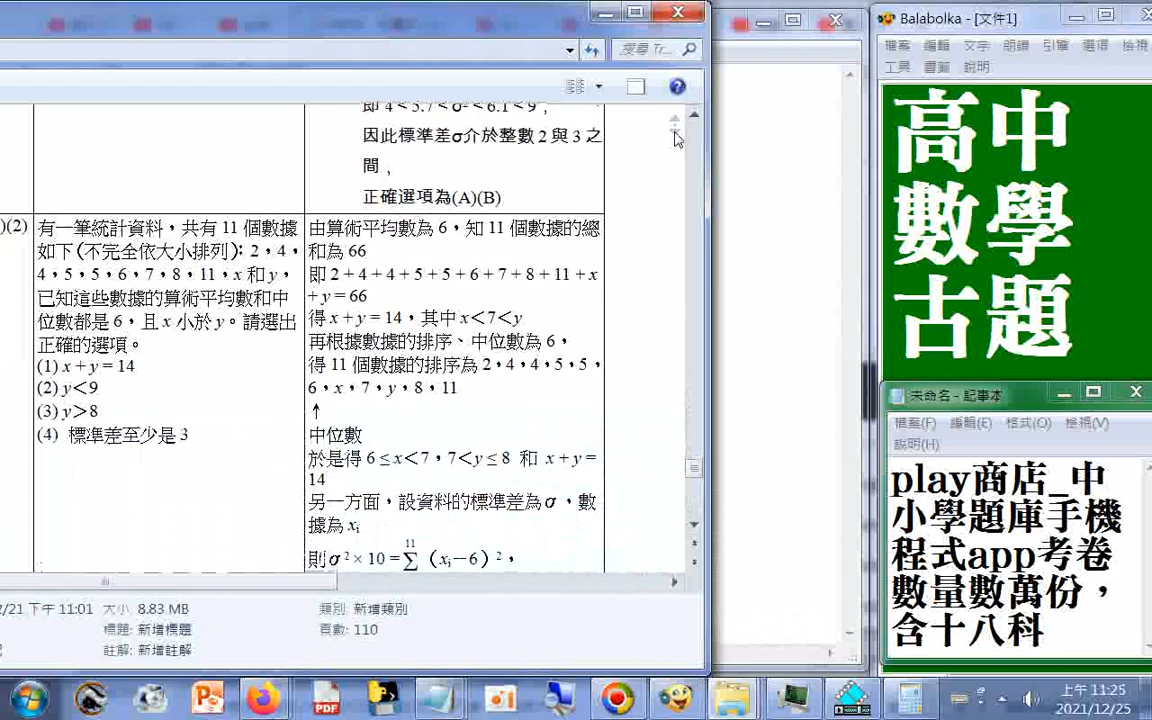 搜尋 Tr...
即 4<3.7<σ²<6.1<9，
因此標準差σ介於整數 2 與 3 之
間，
正確選項為(A)(B)
)(2)
有一筆統計資料，共有 11 個數據
如下（不完全依大小排列）：2，4，
4，5，5，6，7，8，11，x 和 y，
已知這些數據的算術平均數和中
位數都是 6，且 x 小於 y。請選出
正確的選項。
(1) x + y = 14
(2) y＜9
(3) y＞8
(4) 標準差至少是 3
由算術平均數為 6，知 11 個數據的總
和為 66
即 2 + 4 + 4 + 5 + 5 + 6 + 7 + 8 + 11 + x
+ y = 66
得 x + y = 14，其中 x＜7＜y
再根據數據的排序、中位數為 6，
得 11 個數據的排序為 2，4，4，5，5，
6，x，7，y，8，11
↑
中位數
於是得 6 ≤ x＜7，7＜y ≤ 8 和 x + y =
14
另一方面，設資料的標準差為 σ，數
據為 xi
則σ² × 10 = 11∑（xi−6）²，
2/21 下午 11:01 大小: 8.83 MB
標題: 新增標題
註解: 新增註解
類別: 新增類別
頁數: 110
Balabolka - [文件1]
檔案 編輯 文字 朗讀 引擎 選項 檢視
工具 書籤 說明
高中
數學
古題
未命名 - 記事本
檔案(F) 編輯(E) 格式(O) 檢視(V)
說明(H)
play商店_中
小學題庫手機
程式app考卷
數量數萬份，
含十八科
PDF
上午 11:25
2021/12/25